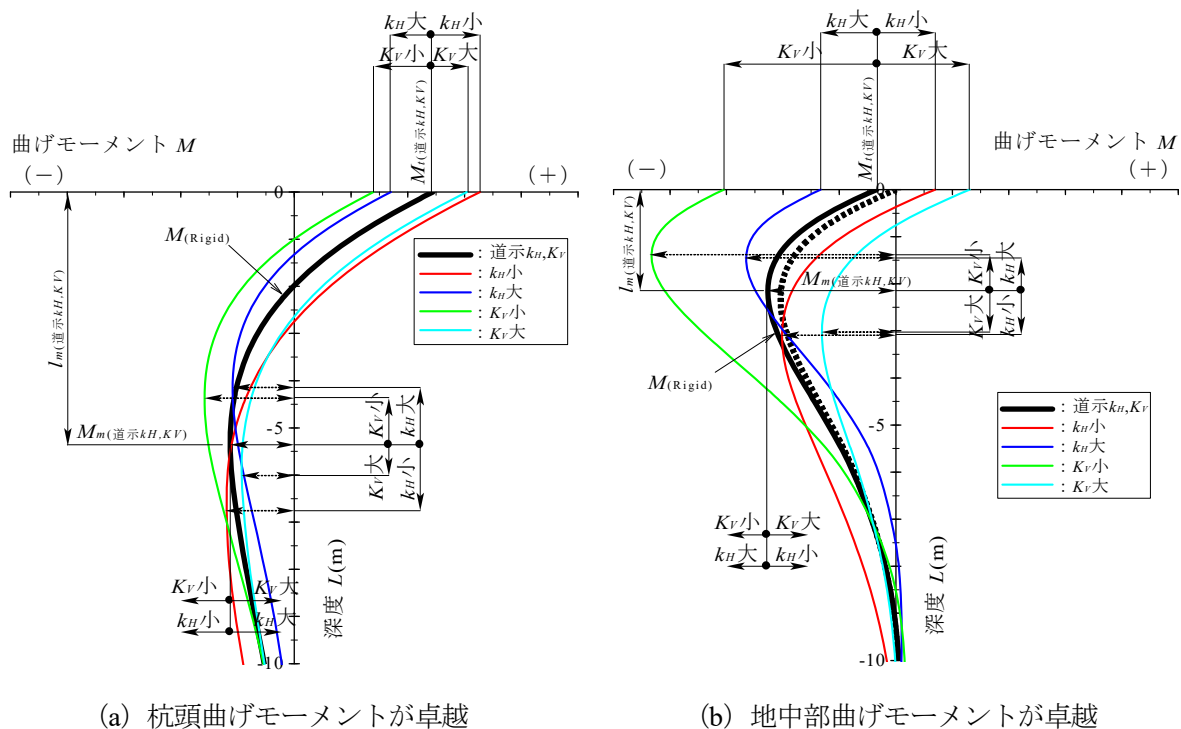 kH大 kH小
KV小 KV大
Mt(道示kH,KV)
曲げモーメント M
(－) (＋)
0
M(Rigid)
lm(道示kH,KV)
：道示kH,KV
：kH小
：kH大
：KV小
：KV大
Mm(道示kH,KV)
-5
KV小 kH大
KV大 kH小
KV小 KV大
kH小 kH大
深度 L(m)
-10
(a) 杭頭曲げモーメントが卓越
kH大 kH小
KV小 KV大
Mt(道示kH,KV)
曲げモーメント M
(－) (＋)
0
lm(道示kH,KV)
Mm(道示kH,KV)
KV小 kH大
KV大 kH小
M(Rigid)
：道示kH,KV
：kH小
：kH大
：KV小
：KV大
-5
KV小 KV大
kH大 kH小
深度 L(m)
-10
(b) 地中部曲げモーメントが卓越